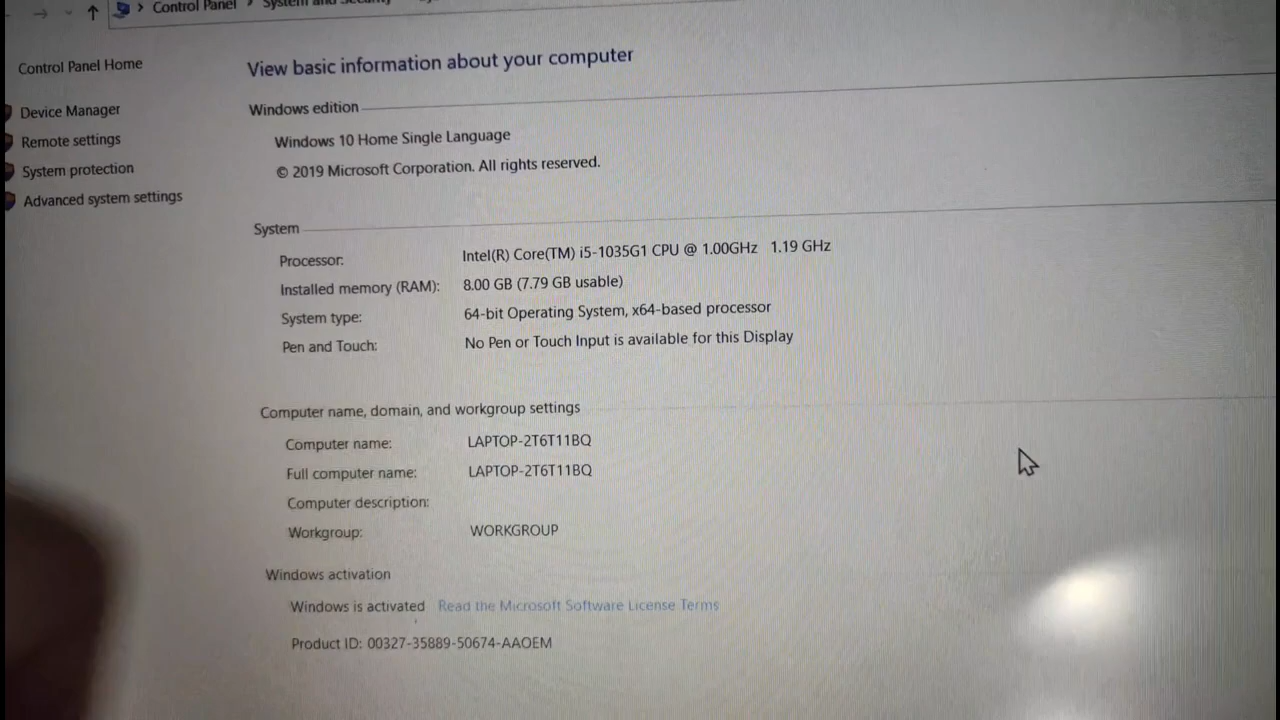 Control Panel > System and Security
Control Panel Home
Device Manager
Remote settings
System protection
Advanced system settings
View basic information about your computer
Windows edition
Windows 10 Home Single Language
© 2019 Microsoft Corporation. All rights reserved.
System
Processor: Intel(R) Core(TM) i5-1035G1 CPU @ 1.00GHz 1.19 GHz
Installed memory (RAM): 8.00 GB (7.79 GB usable)
System type: 64-bit Operating System, x64-based processor
Pen and Touch: No Pen or Touch Input is available for this Display
Computer name, domain, and workgroup settings
Computer name: LAPTOP-2T6T11BQ
Full computer name: LAPTOP-2T6T11BQ
Computer description:
Workgroup: WORKGROUP
Windows activation
Windows is activated Read the Microsoft Software License Terms
Product ID: 00327-35889-50674-AAOEM